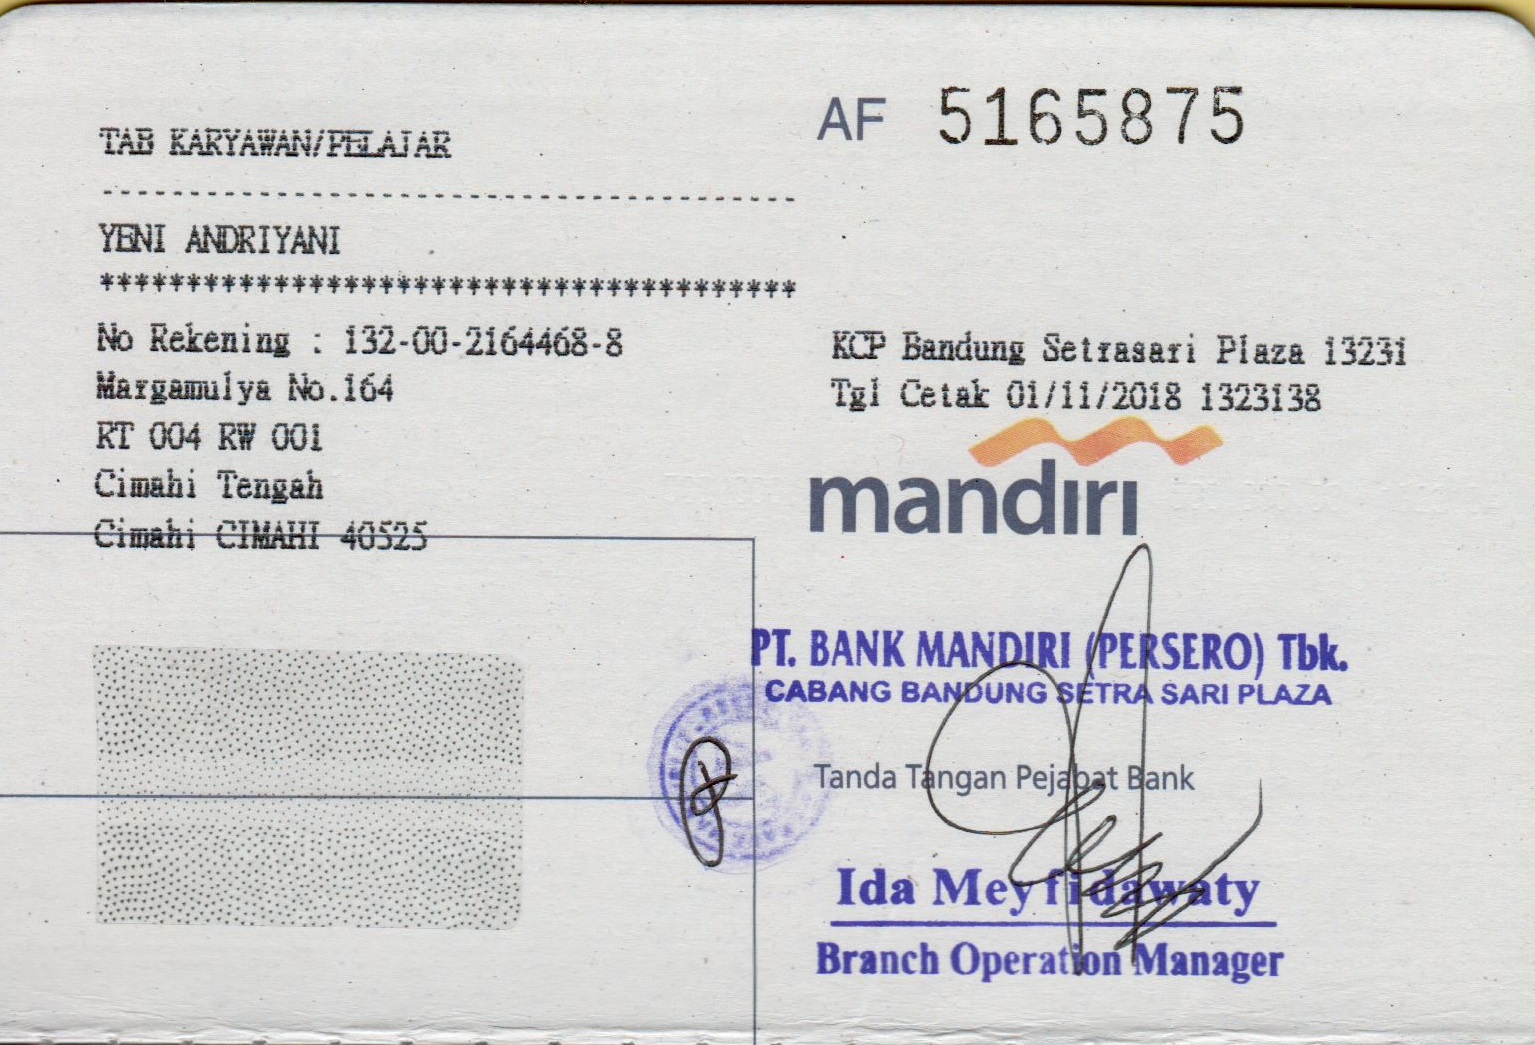 AF 5165875
TAB KARYAWAN/PELAJAR
----------------------------------------
YENI ANDRIYANI
****************************************
No Rekening : 132-00-2164468-8
Margamulya No.164
RT 004 RW 001
Cimahi Tengah
Cimahi CIMAHI 40525
KCP Bandung Setrasari Plaza 13231
Tgl Cetak 01/11/2018 1323138
mandiri
PT. BANK MANDIRI (PERSERO) Tbk.
CABANG BANDUNG SETRA SARI PLAZA
Tanda Tangan Pejabat Bank
Ida Meyfidawaty
Branch Operation Manager